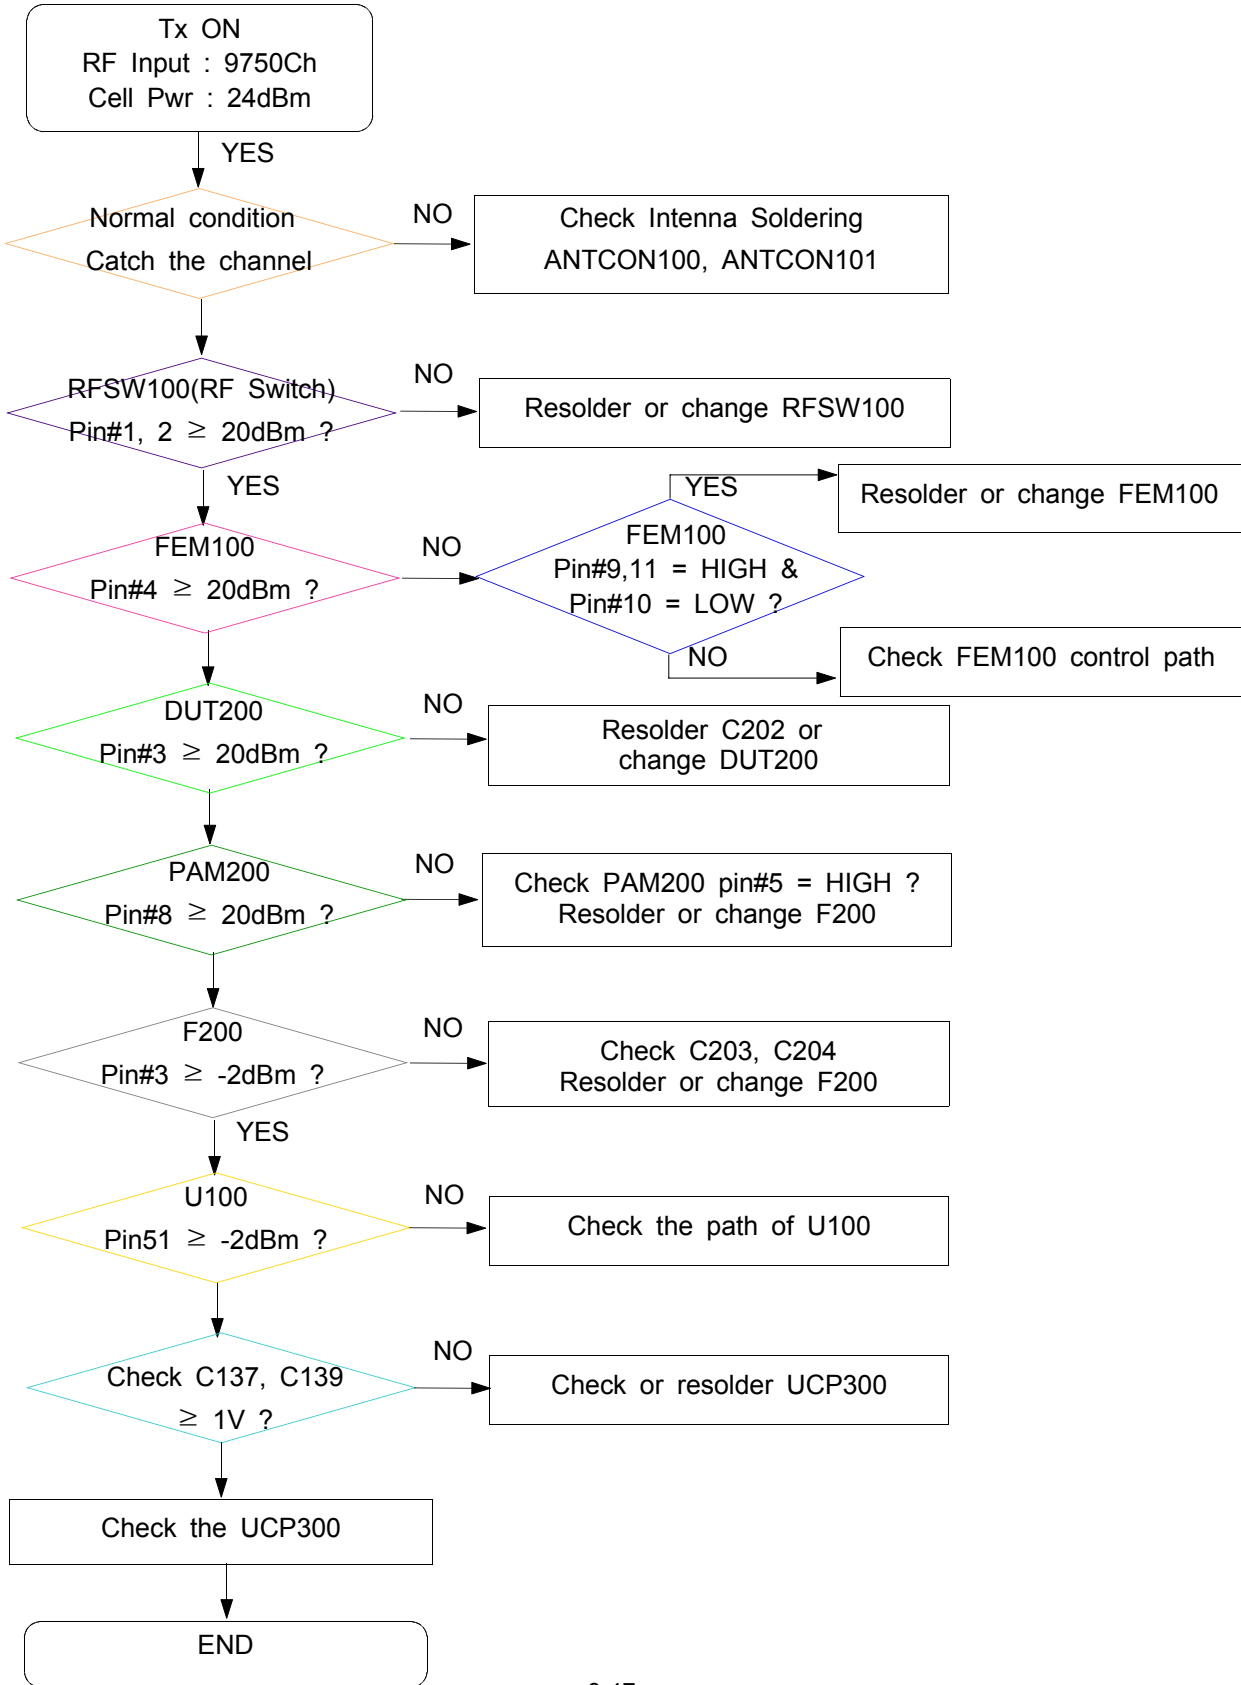 Tx ON
RF Input : 9750Ch
Cell Pwr : 24dBm
YES
Normal condition
Catch the channel
NO
Check Intenna Soldering
ANTCON100, ANTCON101
RFSW100(RF Switch)
Pin#1, 2 ≥ 20dBm ?
NO
Resolder or change RFSW100
YES
FEM100
Pin#4 ≥ 20dBm ?
NO
FEM100
Pin#9,11 = HIGH &
Pin#10 = LOW ?
YES
Resolder or change FEM100
NO
Check FEM100 control path
DUT200
Pin#3 ≥ 20dBm ?
NO
Resolder C202 or
change DUT200
PAM200
Pin#8 ≥ 20dBm ?
NO
Check PAM200 pin#5 = HIGH ?
Resolder or change F200
F200
Pin#3 ≥ -2dBm ?
NO
Check C203, C204
Resolder or change F200
YES
U100
Pin51 ≥ -2dBm ?
NO
Check the path of U100
Check C137, C139
≥ 1V ?
NO
Check or resolder UCP300
Check the UCP300
END